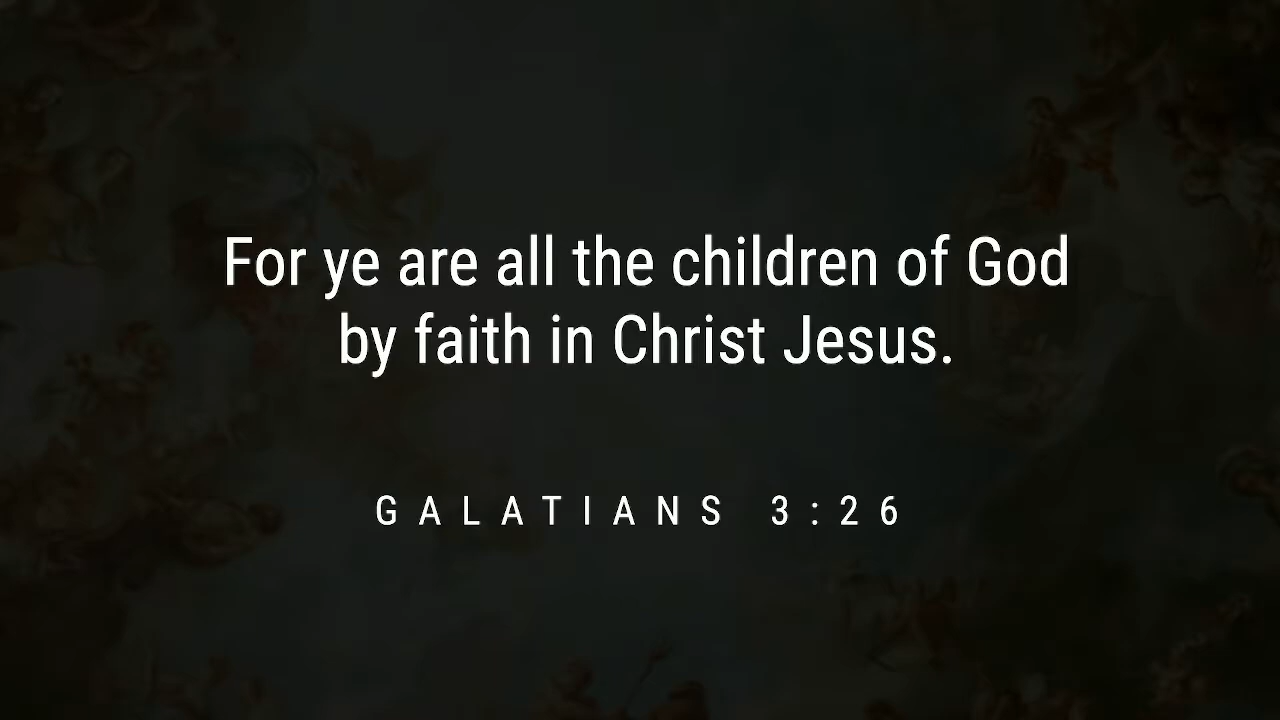 For ye are all the children of God
by faith in Christ Jesus.
GALATIANS 3:26